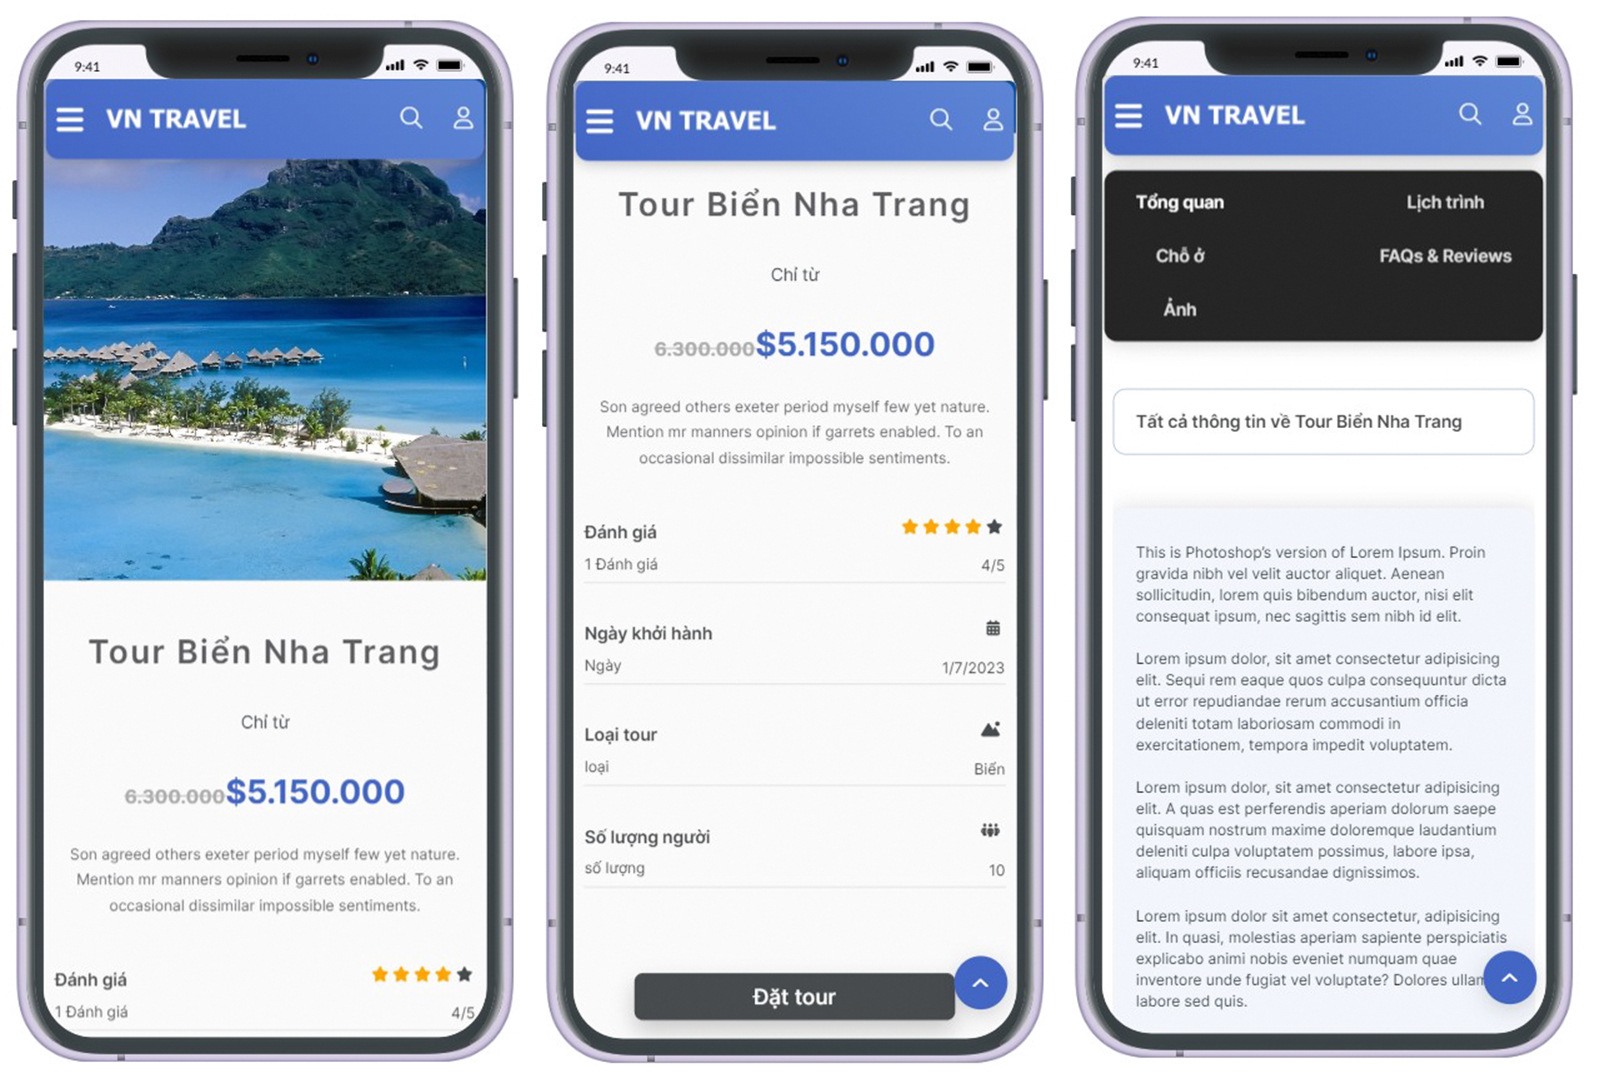 9:41
VN TRAVEL
Tour Biển Nha Trang
Chỉ từ
6.300.000$5.150.000
Son agreed others exeter period myself few yet nature.
Mention mr manners opinion if garrets enabled. To an
occasional dissimilar impossible sentiments.
Đánh giá
1 Đánh giá 4/5
9:41
VN TRAVEL
Tour Biển Nha Trang
Chỉ từ
6.300.000$5.150.000
Son agreed others exeter period myself few yet nature.
Mention mr manners opinion if garrets enabled. To an
occasional dissimilar impossible sentiments.
Đánh giá
1 Đánh giá 4/5
Ngày khởi hành
Ngày 1/7/2023
Loại tour
loại Biển
Số lượng người
số lượng 10
Đặt tour
9:41
VN TRAVEL
Tổng quan Lịch trình
Chỗ ở FAQs & Reviews
Ảnh
Tất cả thông tin về Tour Biển Nha Trang
This is Photoshop's version of Lorem Ipsum. Proin
gravida nibh vel velit auctor aliquet. Aenean
sollicitudin, lorem quis bibendum auctor, nisi elit
consequat ipsum, nec sagittis sem nibh id elit.
Lorem ipsum dolor, sit amet consectetur adipisicing
elit. Sequi rem eaque quos culpa consequuntur dicta
ut error repudiandae rerum accusantium officia
deleniti totam laboriosam commodi in
exercitationem, tempora impedit voluptatem.
Lorem ipsum dolor, sit amet consectetur adipisicing
elit. A quas est perferendis aperiam dolorum saepe
quisquam nostrum maxime doloremque laudantium
deleniti culpa voluptatem possimus, labore ipsa,
aliquam officiis recusandae dignissimos.
Lorem ipsum dolor sit amet consectetur, adipisicing
elit. In quasi, molestias aperiam sapiente perspiciatis
explicabo animi nobis eveniet numquam quae
inventore unde fugiat vel voluptate? Dolores ullam
labore sed quis.